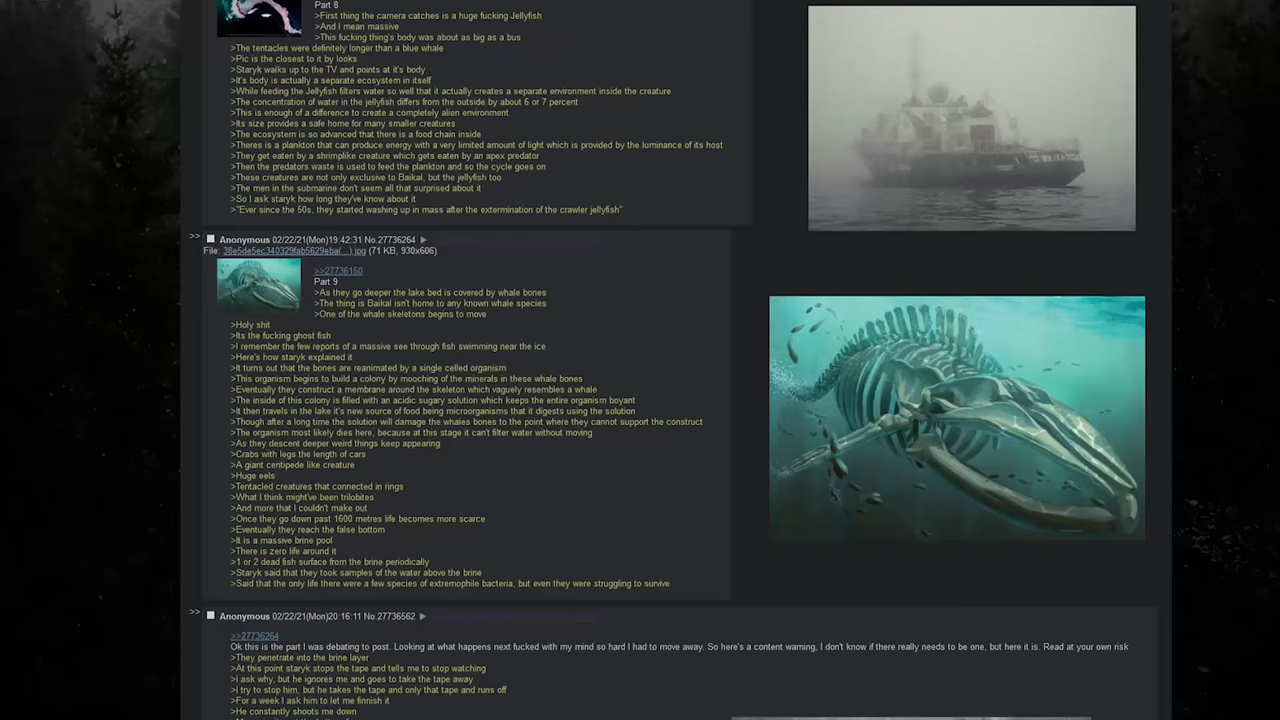 Part 8
>First thing the camera catches is a huge fucking Jellyfish
>And I mean massive
>This fucking thing's body was about as big as a bus
>The tentacles were definitely longer than a blue whale
>Pic is the closest to it by looks
>Staryk walks up to the TV and points at it's body
>It's body is actually a separate ecosystem in itself
>While feeding the Jellyfish filters water so well that it actually creates a separate environment inside the creature
>The concentration of water in the jellyfish differs from the outside by about 6 or 7 percent
>This is enough of a difference to create a completely alien environment
>Its size provides a safe home for many smaller creatures
>The ecosystem is so advanced that there is a food chain inside
>Theres is a plankton that can produce energy with a very limited amount of light which is provided by the luminance of its host
>They get eaten by a shrimplike creature which gets eaten by an apex predator
>Then the predators waste is used to feed the plankton and so the cycle goes on
>These creatures are not only exclusive to Baikal, but the jellyfish too
>The men in the submarine don't seem all that surprised about it
>So I ask staryk how long they've know about it
>"Ever since the 50s, they started washing up in mass after the extermination of the crawler jellyfish"
>> Anonymous 02/22/21(Mon)19:42:31 No.27736264
File: 38e5de5ec340329fab5629eba(...).jpg (71 KB, 930x606)
>>27736150
Part 9
>As they go deeper the lake bed is covered by whale bones
>The thing is Baikal isn't home to any known whale species
>One of the whale skeletons begins to move
>Holy shit
>Its the fucking ghost fish
>I remember the few reports of a massive see through fish swimming near the ice
>Here's how staryk explained it
>It turns out that the bones are reanimated by a single celled organism
>This organism begins to build a colony by mooching of the minerals in these whale bones
>Eventually they construct a membrane around the skeleton which vaguely resembles a whale
>The inside of this colony is filled with an acidic sugary solution which keeps the entire organism boyant
>It then travels in the lake it's new source of food being microorganisms that it digests using the solution
>Though after a long time the solution will damage the whales bones to the point where they cannot support the construct
>The organism most likely dies here, because at this stage it can't filter water without moving
>As they descent deeper weird things keep appearing
>Crabs with legs the length of cars
>A giant centipede like creature
>Huge eels
>Tentacled creatures that connected in rings
>What I think might've been trilobites
>And more that I couldn't make out
>Once they go down past 1600 metres life becomes more scarce
>Eventually they reach the false bottom
>It is a massive brine pool
>There is zero life around it
>1 or 2 dead fish surface from the brine periodically
>Staryk said that they took samples of the water above the brine
>Said that the only life there were a few species of extremophile bacteria, but even they were struggling to survive
>> Anonymous 02/22/21(Mon)20:16:11 No.27736562
>>27736264
Ok this is the part I was debating to post. Looking at what happens next fucked with my mind so hard I had to move away. So here's a content warning, I don't know if there really needs to be one, but here it is. Read at your own risk
>They penetrate into the brine layer
>At this point staryk stops the tape and tells me to stop watching
>I ask why, but he ignores me and goes to take the tape away
>I try to stop him, but he takes the tape and only that tape and runs off
>For a week I ask him to let me finnish it
>He constantly shoots me down